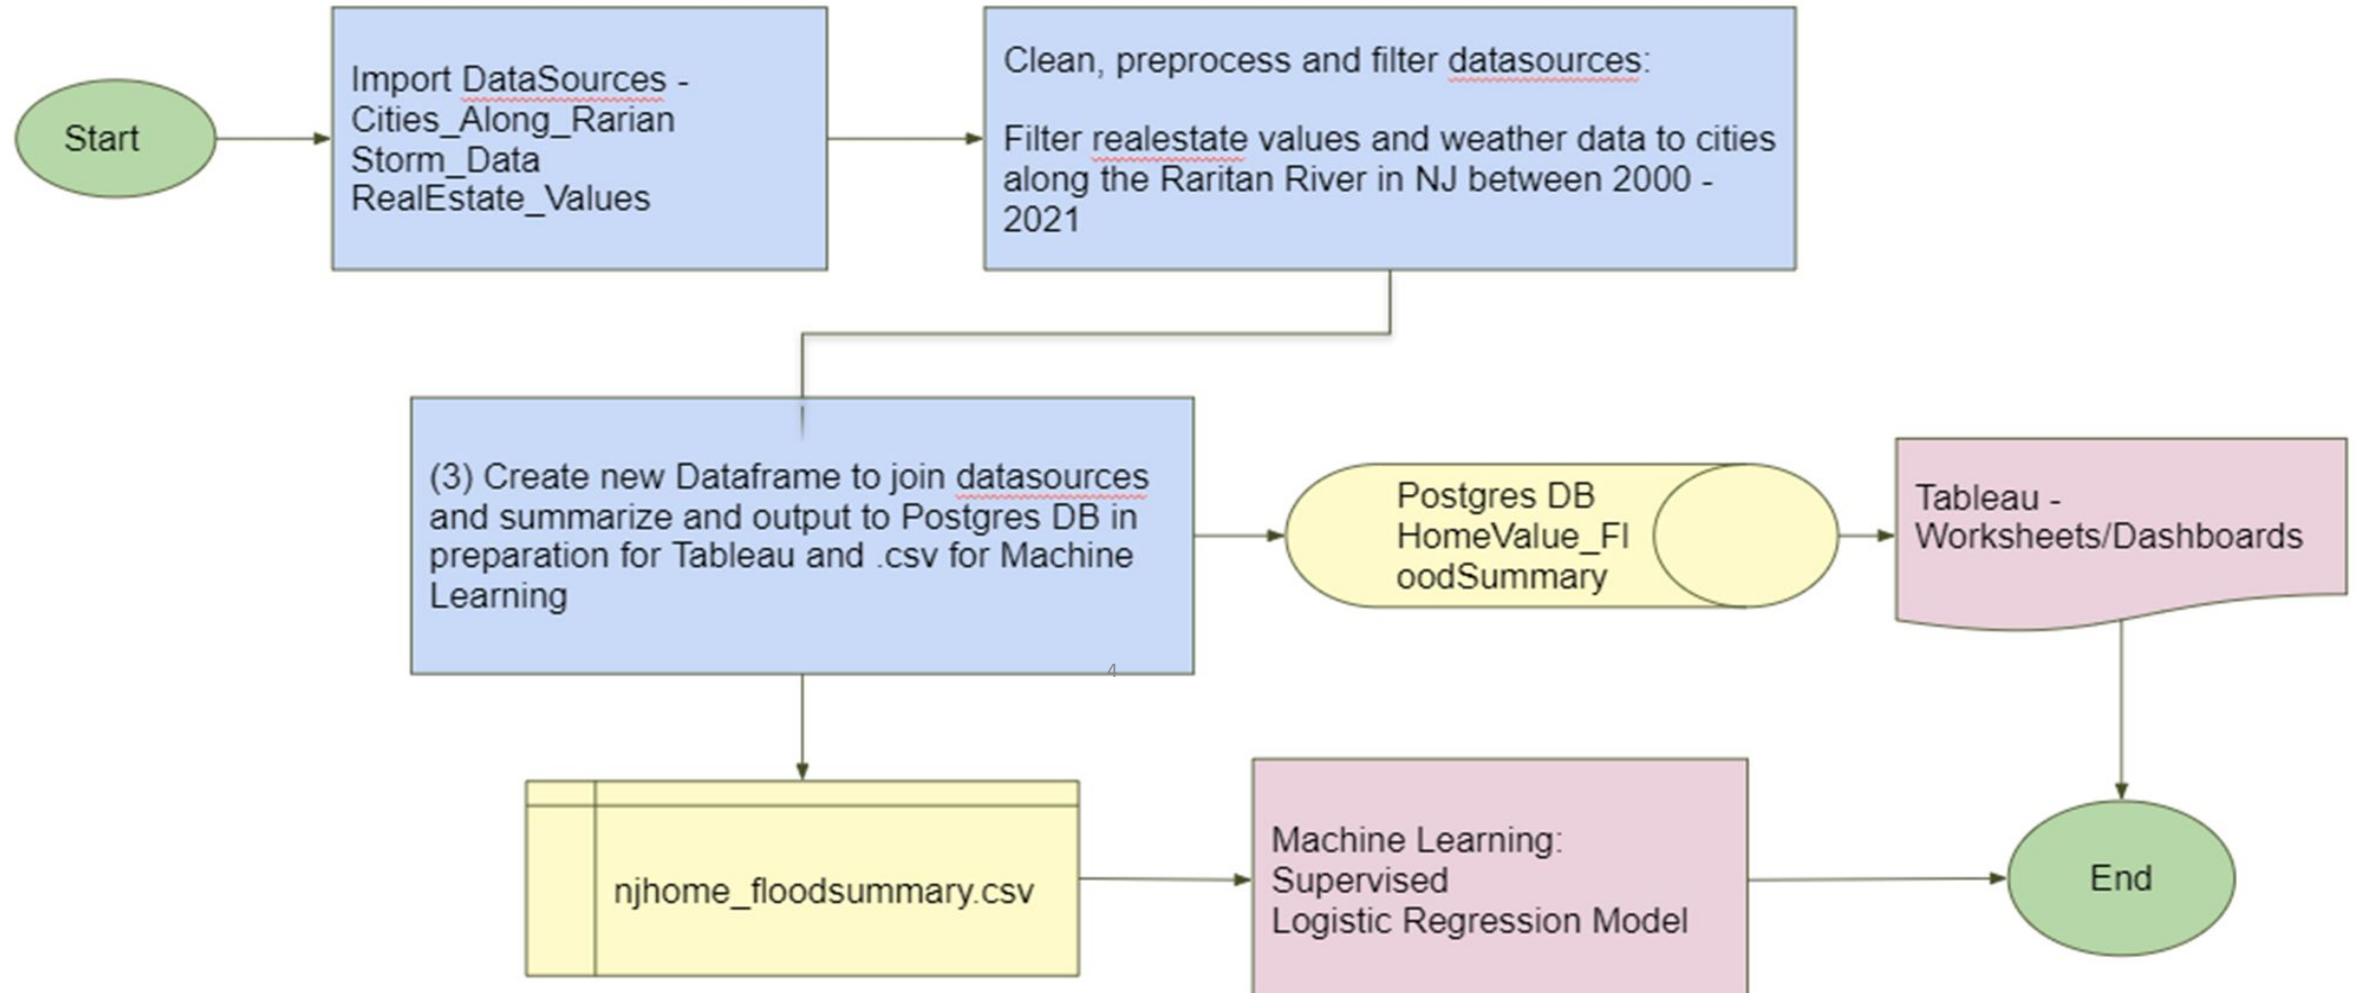 Start
Import DataSources -
Cities_Along_Rarian
Storm_Data
RealEstate_Values
Clean, preprocess and filter datasources:
Filter realestate values and weather data to cities
along the Raritan River in NJ between 2000 -
2021
(3) Create new Dataframe to join datasources
and summarize and output to Postgres DB in
preparation for Tableau and .csv for Machine
Learning
4
Postgres DB
HomeValue_Fl
oodSummary
Tableau -
Worksheets/Dashboards
njhome_floodsummary.csv
Machine Learning:
Supervised
Logistic Regression Model
End